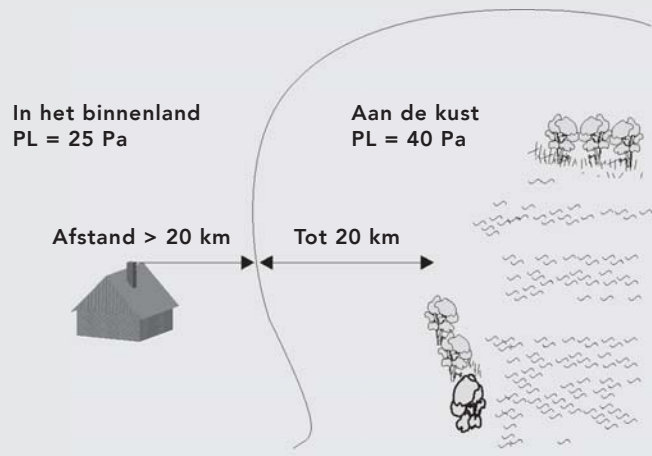 In het binnenland
PL = 25 Pa
Aan de kust
PL = 40 Pa
Afstand > 20 km
Tot 20 km